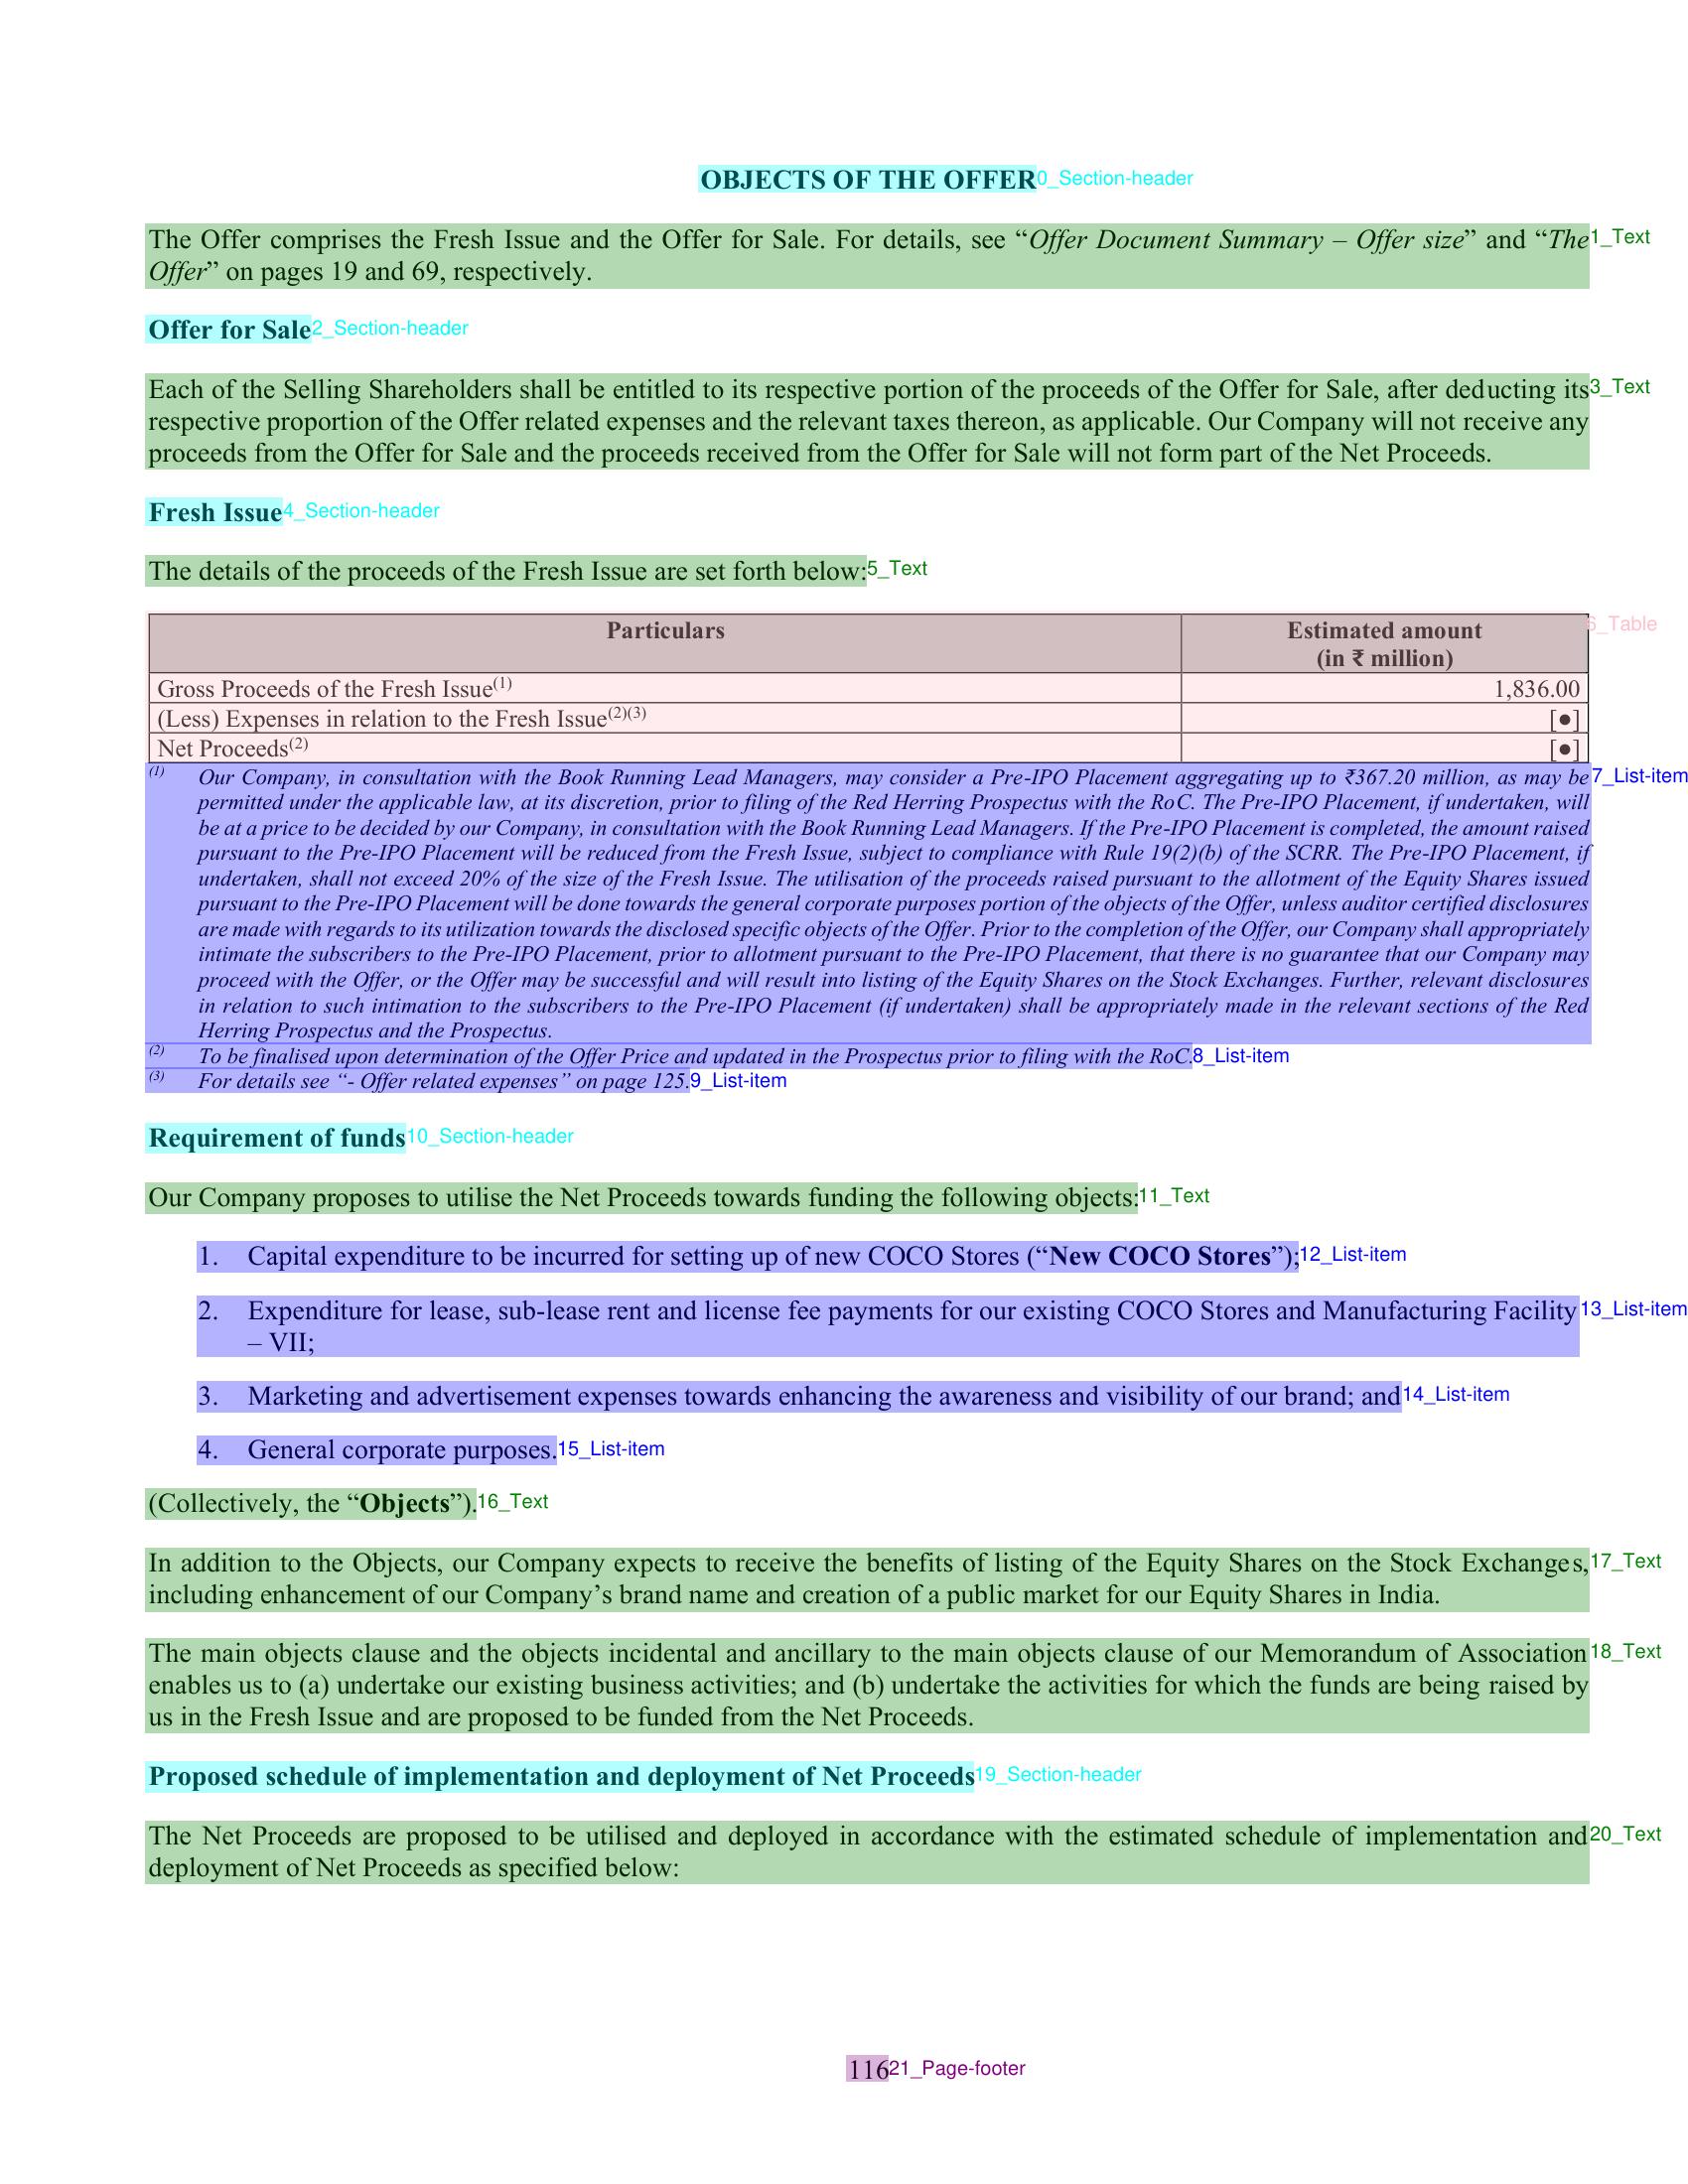 OBJECTS OF THE OFFER0_Section-header
The Offer comprises the Fresh Issue and the Offer for Sale. For details, see “Offer Document Summary – Offer size” and “The 1_Text
Offer” on pages 19 and 69, respectively.
Offer for Sale2_Section-header
Each of the Selling Shareholders shall be entitled to its respective portion of the proceeds of the Offer for Sale, after deducting its 3_Text
respective proportion of the Offer related expenses and the relevant taxes thereon, as applicable. Our Company will not receive any
proceeds from the Offer for Sale and the proceeds received from the Offer for Sale will not form part of the Net Proceeds.
Fresh Issue4_Section-header
The details of the proceeds of the Fresh Issue are set forth below:5_Text
Particulars Estimated amount 6_Table
(in ₹ million)
Gross Proceeds of the Fresh Issue(1) 1,836.00
(Less) Expenses in relation to the Fresh Issue(2)(3) [●]
Net Proceeds(2) [●]
(1) Our Company, in consultation with the Book Running Lead Managers, may consider a Pre-IPO Placement aggregating up to ₹367.20 million, as may be 7_List-item
permitted under the applicable law, at its discretion, prior to filing of the Red Herring Prospectus with the RoC. The Pre-IPO Placement, if undertaken, will
be at a price to be decided by our Company, in consultation with the Book Running Lead Managers. If the Pre-IPO Placement is completed, the amount raised
pursuant to the Pre-IPO Placement will be reduced from the Fresh Issue, subject to compliance with Rule 19(2)(b) of the SCRR. The Pre-IPO Placement, if
undertaken, shall not exceed 20% of the size of the Fresh Issue. The utilisation of the proceeds raised pursuant to the allotment of the Equity Shares issued
pursuant to the Pre-IPO Placement will be done towards the general corporate purposes portion of the objects of the Offer, unless auditor certified disclosures
are made with regards to its utilization towards the disclosed specific objects of the Offer. Prior to the completion of the Offer, our Company shall appropriately
intimate the subscribers to the Pre-IPO Placement, prior to allotment pursuant to the Pre-IPO Placement, that there is no guarantee that our Company may
proceed with the Offer, or the Offer may be successful and will result into listing of the Equity Shares on the Stock Exchanges. Further, relevant disclosures
in relation to such intimation to the subscribers to the Pre-IPO Placement (if undertaken) shall be appropriately made in the relevant sections of the Red
Herring Prospectus and the Prospectus.
(2) To be finalised upon determination of the Offer Price and updated in the Prospectus prior to filing with the RoC.8_List-item
(3) For details see “- Offer related expenses” on page 125.9_List-item
Requirement of funds10_Section-header
Our Company proposes to utilise the Net Proceeds towards funding the following objects:11_Text
1. Capital expenditure to be incurred for setting up of new COCO Stores (“New COCO Stores”);12_List-item
2. Expenditure for lease, sub-lease rent and license fee payments for our existing COCO Stores and Manufacturing Facility 13_List-item
– VII;
3. Marketing and advertisement expenses towards enhancing the awareness and visibility of our brand; and14_List-item
4. General corporate purposes.15_List-item
(Collectively, the “Objects”).16_Text
In addition to the Objects, our Company expects to receive the benefits of listing of the Equity Shares on the Stock Exchanges,17_Text
including enhancement of our Company’s brand name and creation of a public market for our Equity Shares in India.
The main objects clause and the objects incidental and ancillary to the main objects clause of our Memorandum of Association 18_Text
enables us to (a) undertake our existing business activities; and (b) undertake the activities for which the funds are being raised by
us in the Fresh Issue and are proposed to be funded from the Net Proceeds.
Proposed schedule of implementation and deployment of Net Proceeds19_Section-header
The Net Proceeds are proposed to be utilised and deployed in accordance with the estimated schedule of implementation and 20_Text
deployment of Net Proceeds as specified below:
11621_Page-footer